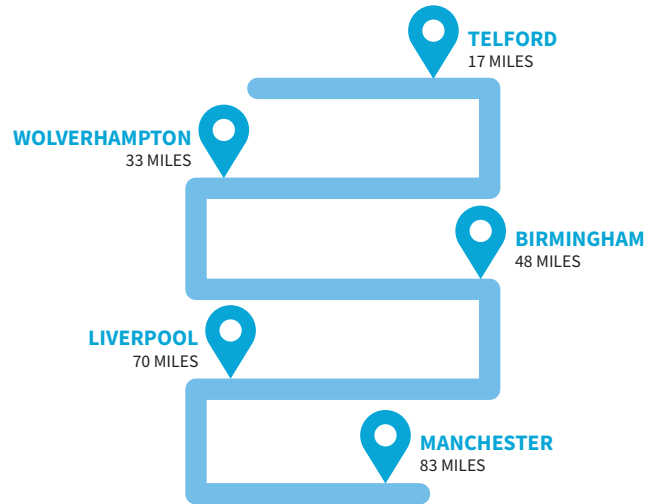 TELFORD
17 MILES
WOLVERHAMPTON
33 MILES
BIRMINGHAM
48 MILES
LIVERPOOL
70 MILES
MANCHESTER
83 MILES